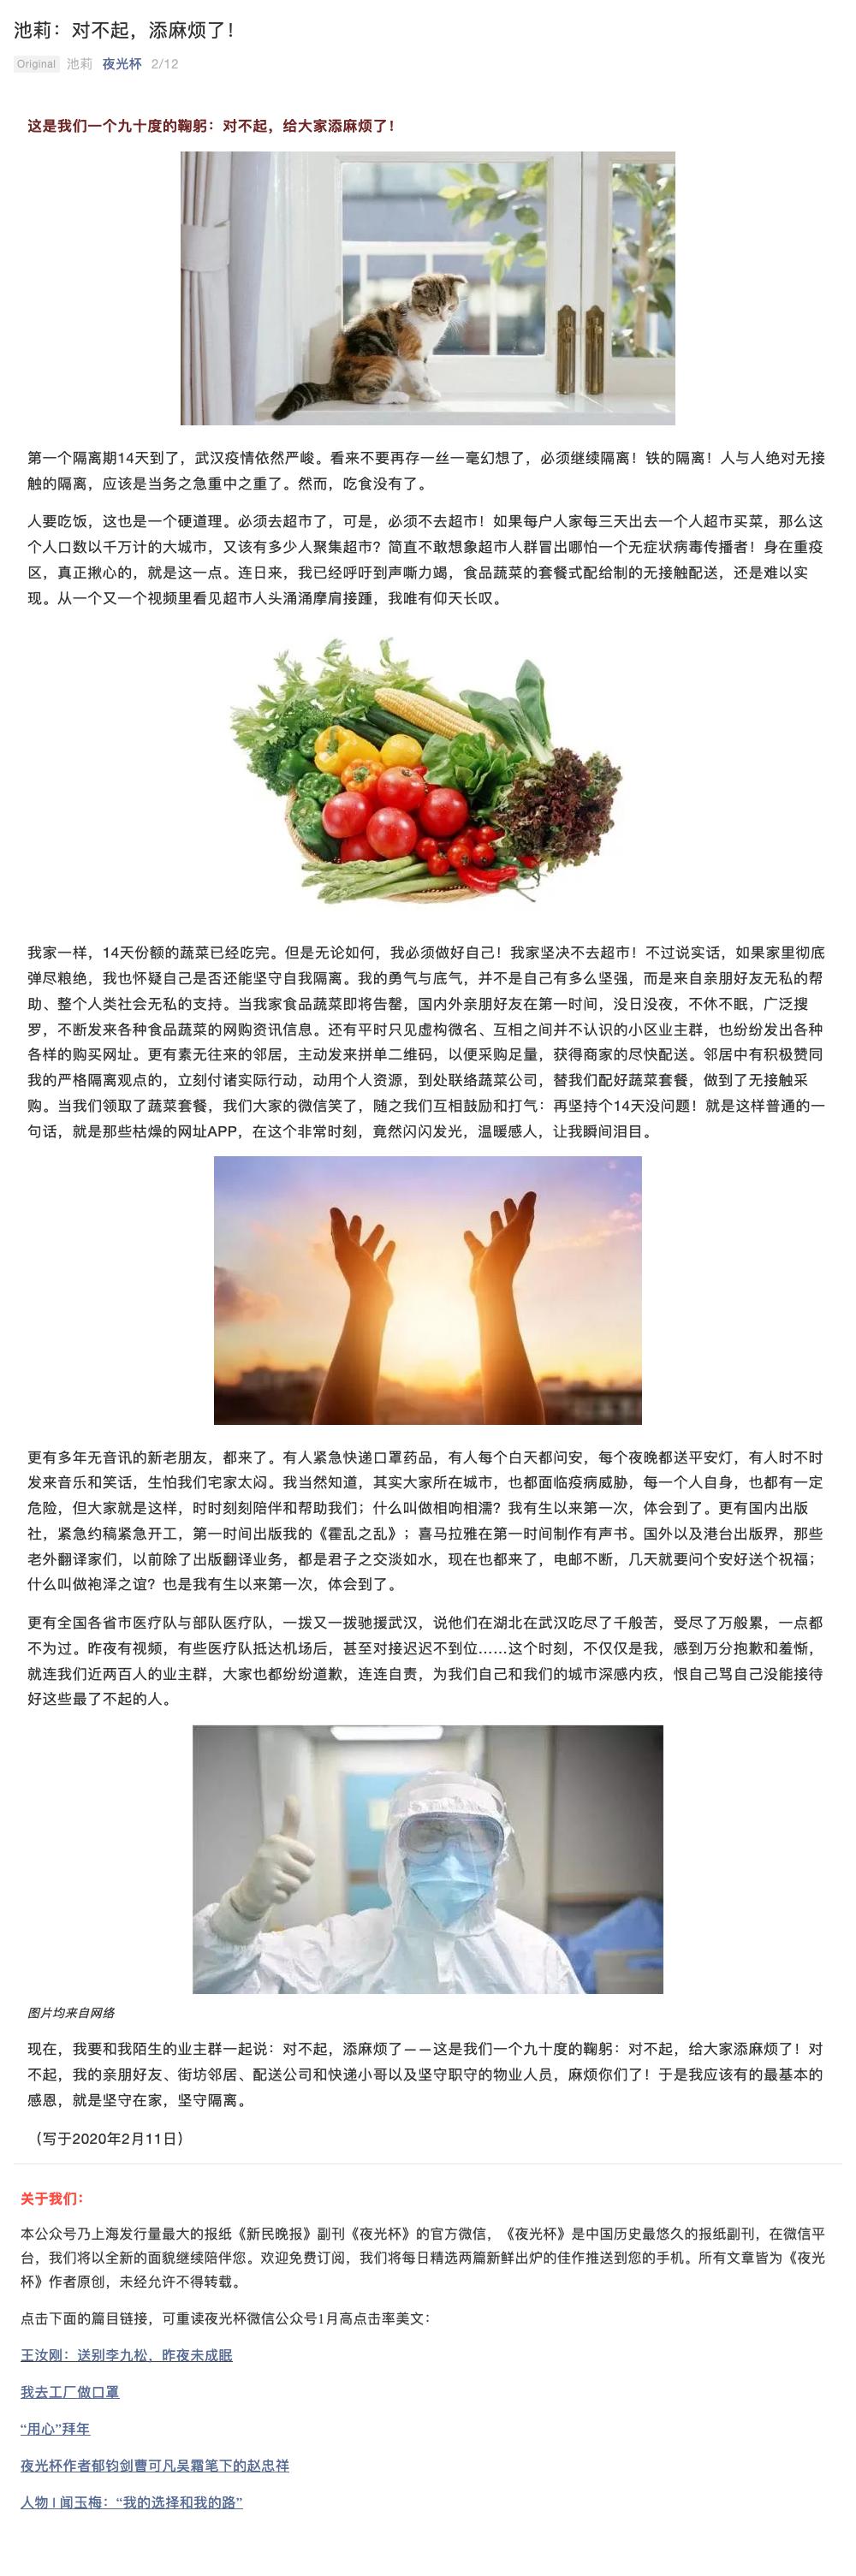 池莉：对不起，添麻烦了！
Original 池莉 夜光杯 2/12
这是我们一个九十度的鞠躬：对不起，给大家添麻烦了！
第一个隔离期14天到了，武汉疫情依然严峻。看来不要再存一丝一毫幻想了，必须继续隔离！铁的隔离！人与人绝对无接
触的隔离，应该是当务之急重中之重了。然而，吃食没有了。
人要吃饭，这也是一个硬道理。必须去超市了，可是，必须不去超市！如果每户人家每三天出去一个人超市买菜，那么这
个人口数以千万计的大城市，又该有多少人聚集超市？简直不敢想象超市人群冒出哪怕一个无症状病毒传播者！身在重疫
区，真正揪心的，就是这一点。连日来，我已经呼吁到声嘶力竭，食品蔬菜的套餐式配给制的无接触配送，还是难以实
现。从一个又一个视频里看见超市人头涌涌摩肩接踵，我唯有仰天长叹。
我家一样，14天份额的蔬菜已经吃完。但是无论如何，我必须做好自己！我家坚决不去超市！不过说实话，如果家里彻底
弹尽粮绝，我也怀疑自己是否还能坚守自我隔离。我的勇气与底气，并不是自己有多么坚强，而是来自亲朋好友无私的帮
助、整个人类社会无私的支持。当我家食品蔬菜即将告罄，国内外亲朋好友在第一时间，没日没夜，不休不眠，广泛搜
罗，不断发来各种食品蔬菜的网购资讯信息。还有平时只见虚构微名、互相之间并不认识的小区业主群，也纷纷发出各种
各样的购买网址。更有素无往来的邻居，主动发来拼单二维码，以便采购足量，获得商家的尽快配送。邻居中有积极赞同
我的严格隔离观点的，立刻付诸实际行动，动用个人资源，到处联络蔬菜公司，替我们配好蔬菜套餐，做到了无接触采
购。当我们领取了蔬菜套餐，我们大家的微信笑了，随之我们互相鼓励和打气：再坚持个14天没问题！就是这样普通的一
句话，就是那些枯燥的网址APP，在这个非常时刻，竟然闪闪发光，温暖感人，让我瞬间泪目。
更有多年无音讯的新老朋友，都来了。有人紧急快递口罩药品，有人每个白天都问安，每个夜晚都送平安灯，有人时不时
发来音乐和笑话，生怕我们宅家太闷。我当然知道，其实大家所在城市，也都面临疫病威胁，每一个人自身，也都有一定
危险，但大家就是这样，时时刻刻陪伴和帮助我们；什么叫做相呴相濡？我有生以来第一次，体会到了。更有国内出版
社，紧急约稿紧急开工，第一时间出版我的《霍乱之乱》；喜马拉雅在第一时间制作有声书。国外以及港台出版界，那些
老外翻译家们，以前除了出版翻译业务，都是君子之交淡如水，现在也都来了，电邮不断，几天就要问个安好送个祝福；
什么叫做袍泽之谊？也是我有生以来第一次，体会到了。
更有全国各省市医疗队与部队医疗队，一拨又一拨驰援武汉，说他们在湖北在武汉吃尽了千般苦，受尽了万般累，一点都
不为过。昨夜有视频，有些医疗队抵达机场后，甚至对接迟迟不到位……这个时刻，不仅仅是我，感到万分抱歉和羞惭，
就连我们近两百人的业主群，大家也都纷纷道歉，连连自责，为我们自己和我们的城市深感内疚，恨自己骂自己没能接待
好这些最了不起的人。
图片均来自网络
现在，我要和我陌生的业主群一起说：对不起，添麻烦了——这是我们一个九十度的鞠躬：对不起，给大家添麻烦了！对
不起，我的亲朋好友、街坊邻居、配送公司和快递小哥以及坚守职守的物业人员，麻烦你们了！于是我应该有的最基本的
感恩，就是坚守在家，坚守隔离。
（写于2020年2月11日）
关于我们：
本公众号乃上海发行量最大的报纸《新民晚报》副刊《夜光杯》的官方微信，《夜光杯》是中国历史最悠久的报纸副刊，在微信平
台，我们将以全新的面貌继续陪伴您。欢迎免费订阅，我们将每日精选两篇新鲜出炉的佳作推送到您的手机。所有文章皆为《夜光
杯》作者原创，未经允许不得转载。
点击下面的篇目链接，可重读夜光杯微信公众号1月高点击率美文：
王汝刚：送别李九松，昨夜未成眠
我去工厂做口罩
“用心”拜年
夜光杯作者郁钧剑曹可凡吴霜笔下的赵忠祥
人物 | 闻玉梅：“我的选择和我的路”